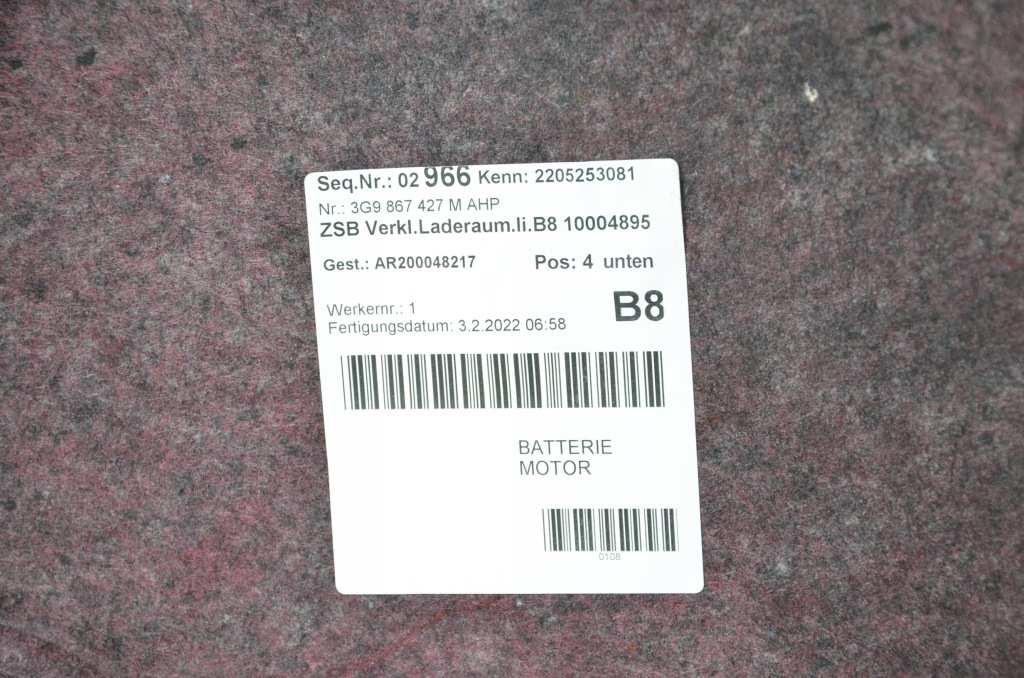 Seq.Nr.: 02 966 Kenn: 2205253081
Nr.: 3G9 867 427 M AHP
ZSB Verkl.Laderaum.li.B8 10004895
Gest.: AR200048217 Pos: 4 unten
B8
Werkernr.: 1
Fertigungsdatum: 3.2.2022 06:58
BATTERIE
MOTOR
0108